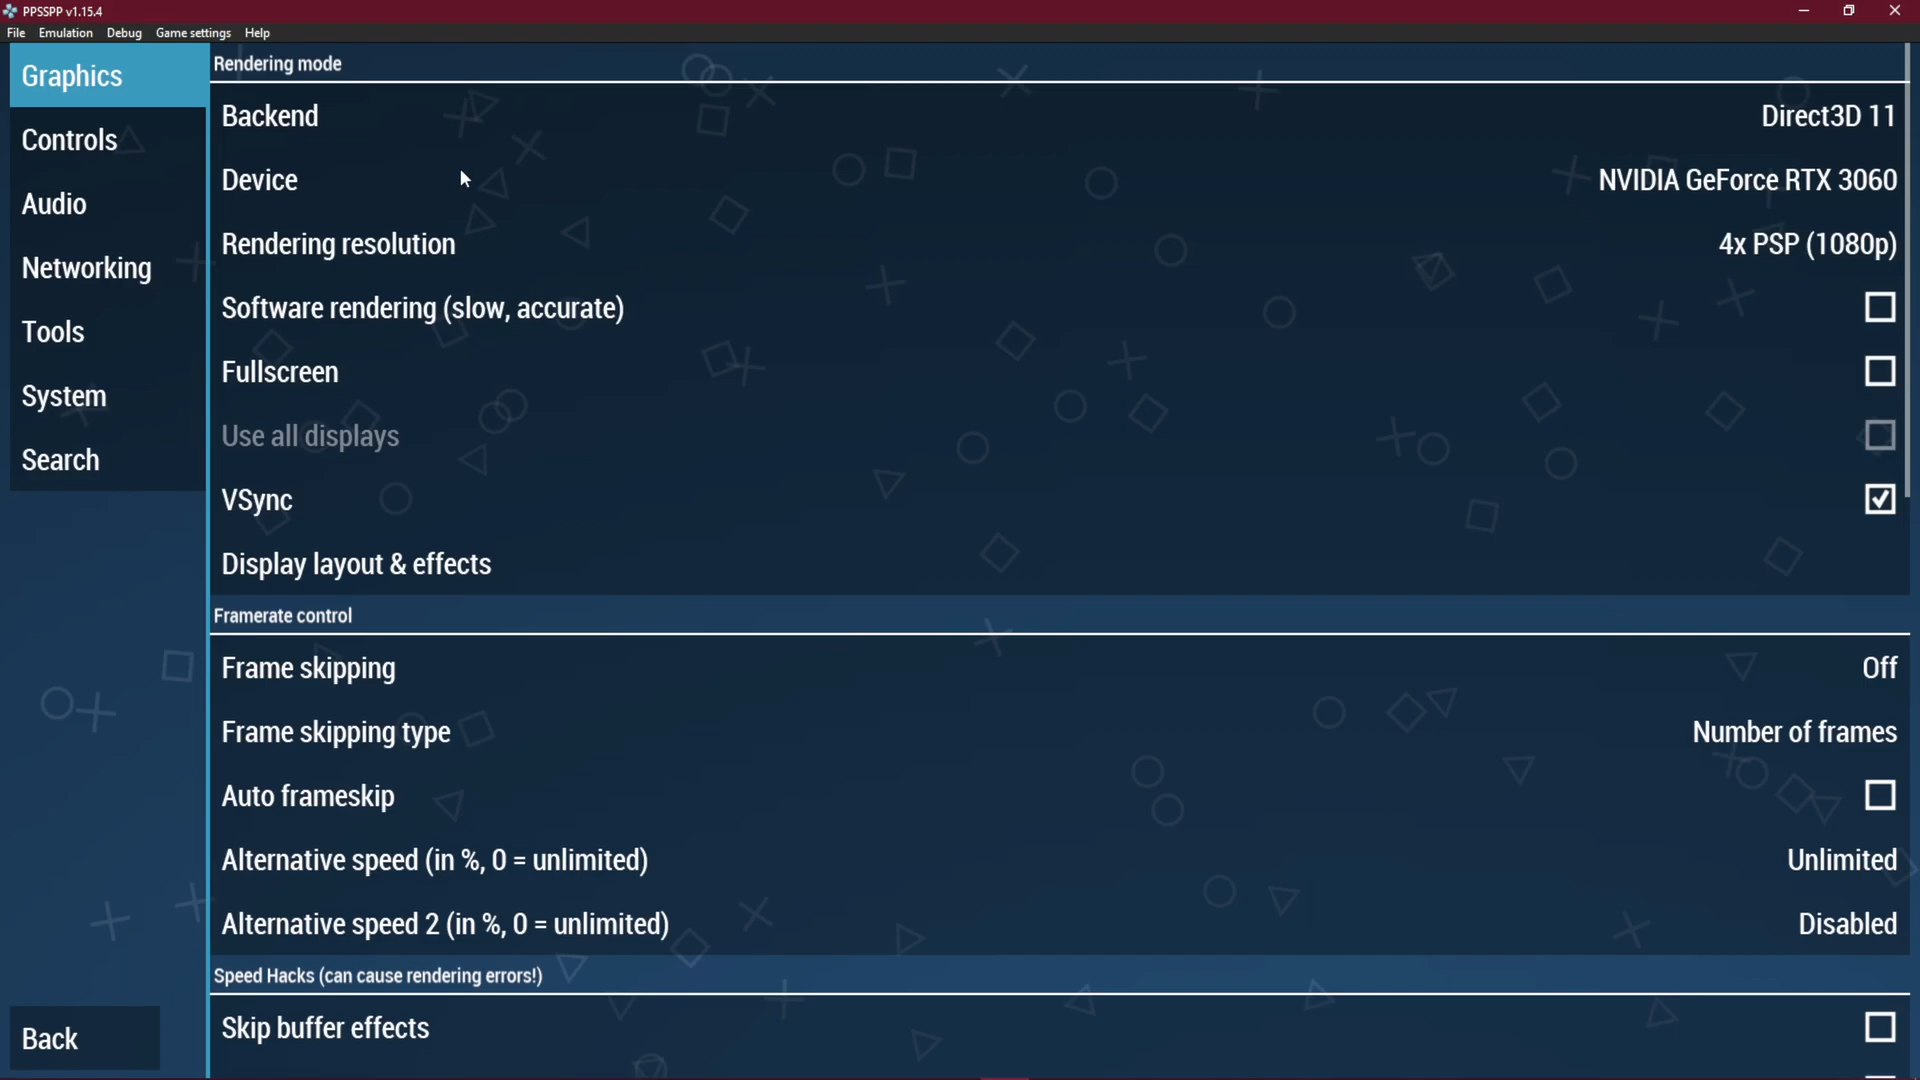 PPSSPP v1.15.4
File Emulation Debug Game settings Help
Graphics
Controls
Audio
Networking
Tools
System
Search
Back
Rendering mode
Backend Direct3D 11
Device NVIDIA GeForce RTX 3060
Rendering resolution 4x PSP (1080p)
Software rendering (slow, accurate)
Fullscreen
Use all displays
VSync
Display layout & effects
Framerate control
Frame skipping Off
Frame skipping type Number of frames
Auto frameskip
Alternative speed (in %, 0 = unlimited) Unlimited
Alternative speed 2 (in %, 0 = unlimited) Disabled
Speed Hacks (can cause rendering errors!)
Skip buffer effects